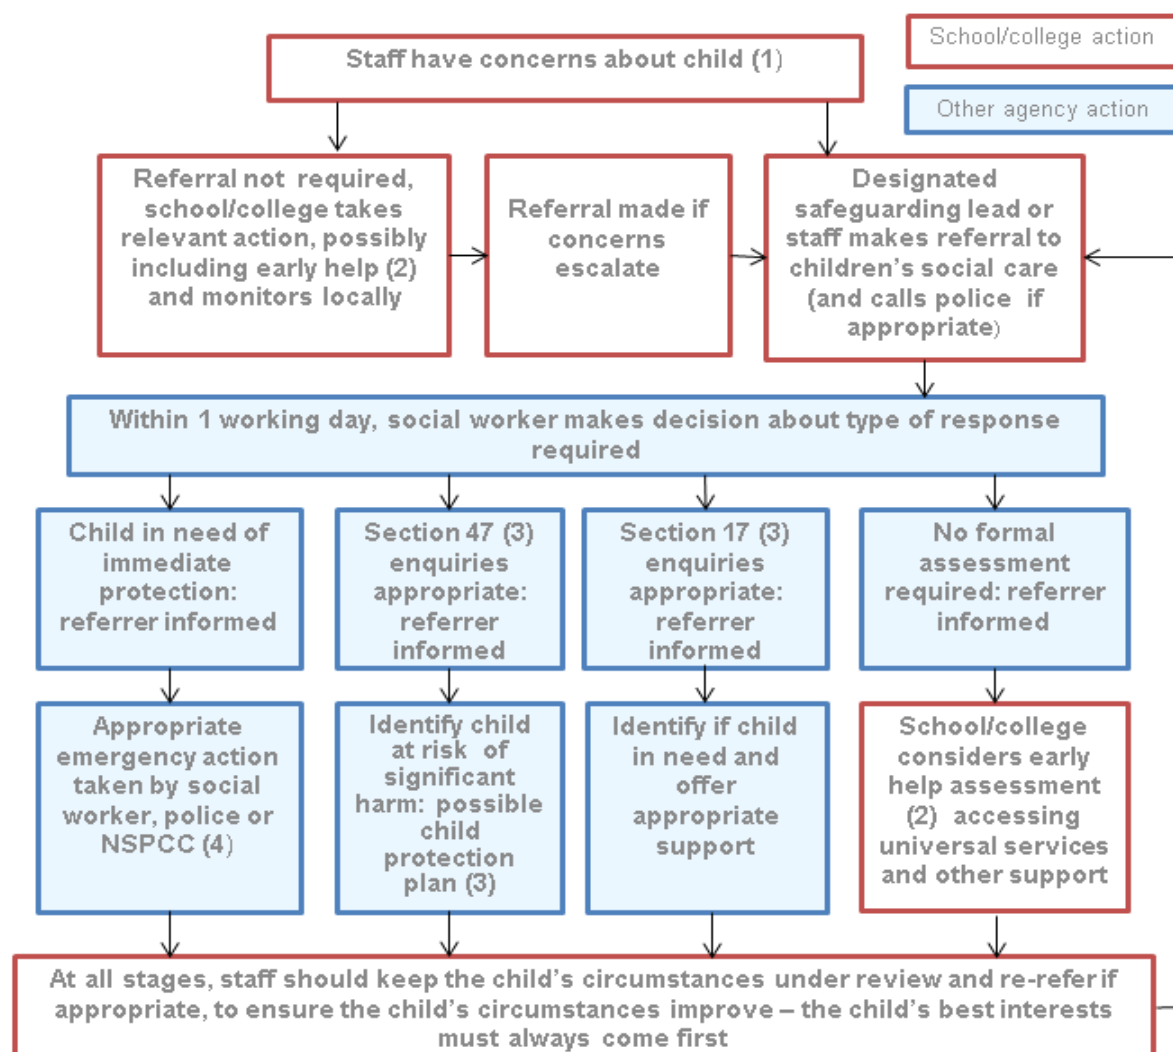 School/college action
Staff have concerns about child (1)
Other agency action
Referral not required,
school/college takes
relevant action, possibly
including early help (2)
and monitors locally
Referral made if
concerns
escalate
Designated
safeguarding lead or
staff makes referral to
children's social care
(and calls police if
appropriate)
Within 1 working day, social worker makes decision about type of response
required
Child in need of
immediate
protection:
referrer informed
Section 47 (3)
enquiries
appropriate:
referrer
informed
Section 17 (3)
enquiries
appropriate:
referrer
informed
No formal
assessment
required: referrer
informed
Appropriate
emergency action
taken by social
worker, police or
NSPCC (4)
Identify child
at risk of
significant
harm: possible
child
protection
plan (3)
Identify if child
in need and
offer
appropriate
support
School/college
considers early
help assessment
(2) accessing
universal services
and other support
At all stages, staff should keep the child's circumstances under review and re-refer if
appropriate, to ensure the child's circumstances improve – the child's best interests
must always come first